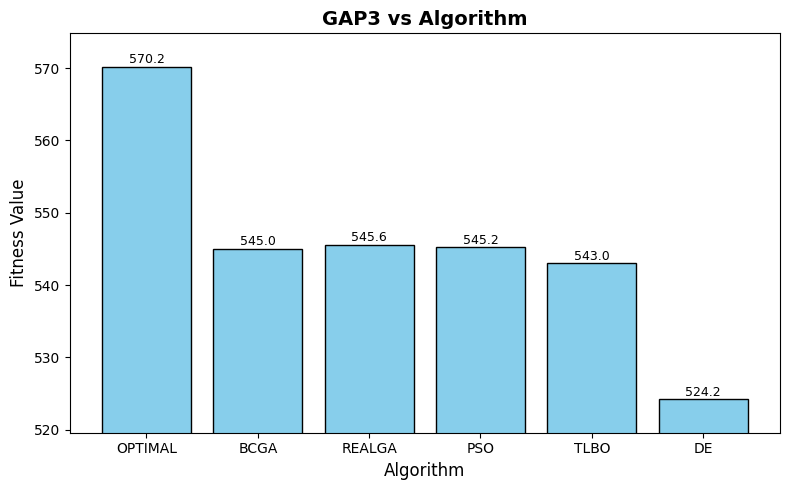 GAP3 vs Algorithm
570.2
545.0
545.6
545.2
543.0
524.2
570
560
550
540
530
520
Fitness Value
OPTIMAL
BCGA
REALGA
PSO
TLBO
DE
Algorithm